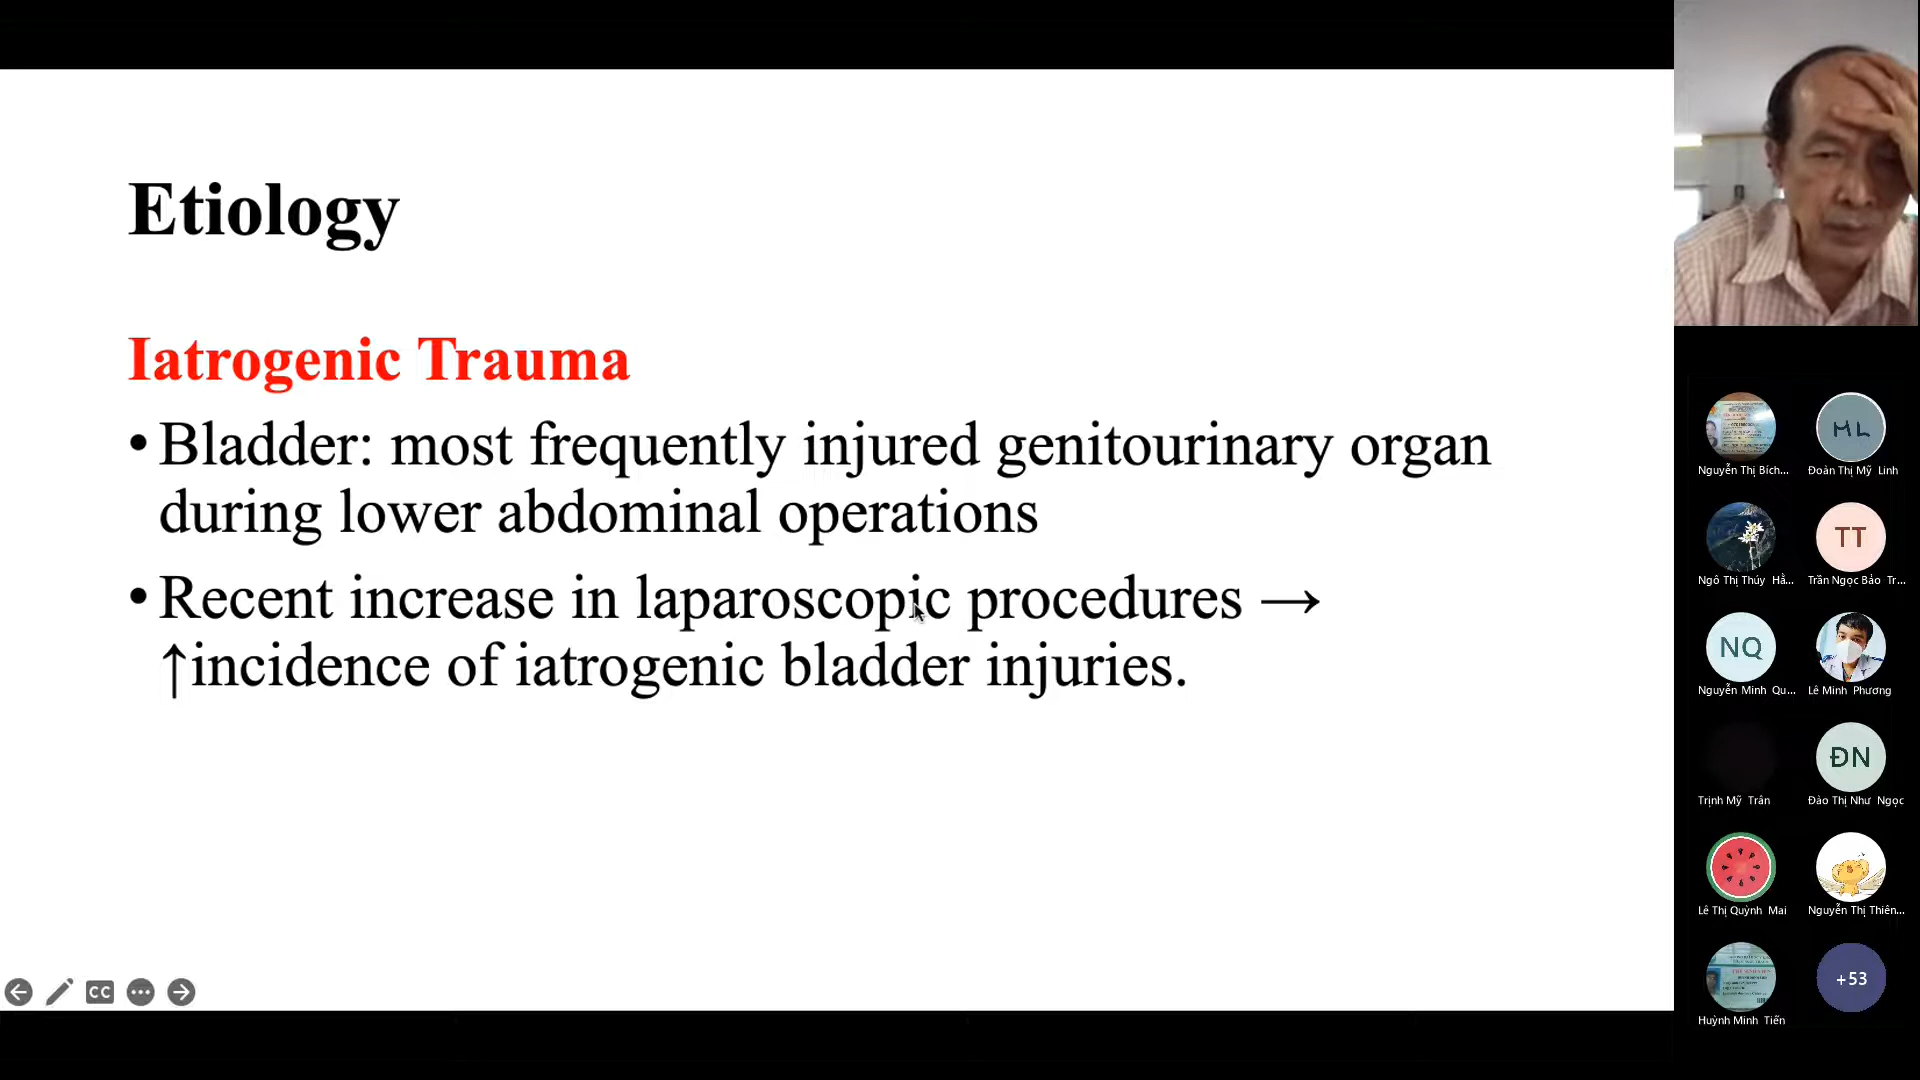 Etiology
Iatrogenic Trauma
• Bladder: most frequently injured genitourinary organ
during lower abdominal operations
• Recent increase in laparoscopic procedures →
↑incidence of iatrogenic bladder injuries.
CC
Nguyễn Thị Bích...
ML
Đoàn Thị Mỹ Linh
Ngô Thị Thúy Hằ...
TT
Trần Ngọc Bảo Tr...
NQ
Nguyễn Minh Qu...
Lê Minh Phương
Trịnh Mỹ Trân
ĐN
Đào Thị Như Ngọc
Lê Thị Quỳnh Mai
Nguyễn Thị Thiên...
Huỳnh Minh Tiến
+53